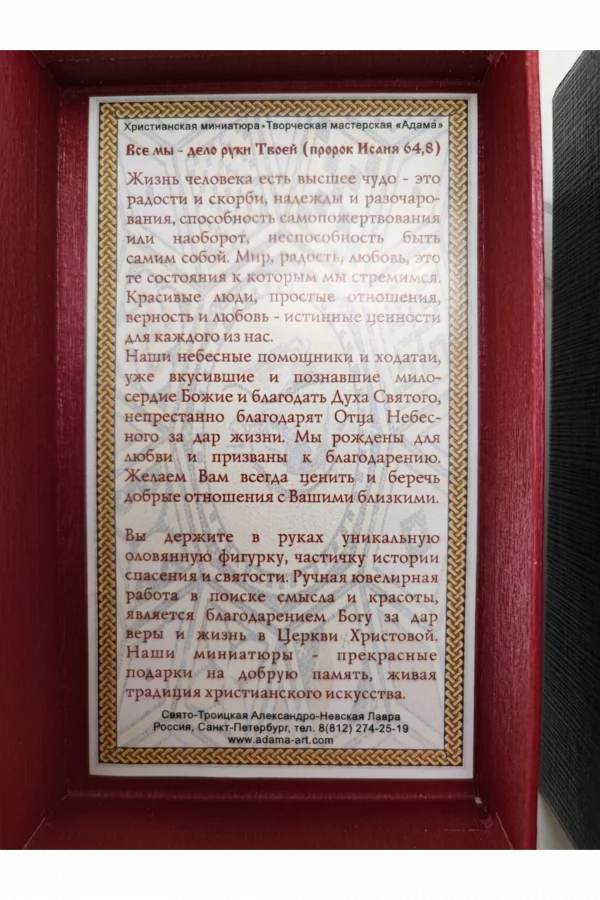 Христианская миниатюра • Творческая мастерская «Адамá»
Все мы - дело руки Твоей (пророк Исаия 64,8)
Жизнь человека есть высшее чудо - это
радости и скорби, надежды и разочаро-
вания, способность самопожертвования
или наоборот, неспособность быть
самим собой. Мир, радость, любовь, это
те состояния к которым мы стремимся.
Красивые люди, простые отношения,
верность и любовь - истинные ценности
для каждого из нас.
Наши небесные помощники и ходатаи,
уже вкусившие и познавшие мило-
сердие Божие и благодать Духа Святого,
непрестанно благодарят Отца Небес-
ного за дар жизни. Мы рождены для
любви и призваны к благодарению.
Желаем Вам всегда ценить и беречь
добрые отношения с Вашими близкими.
Вы держите в руках уникальную
оловянную фигурку, частичку истории
спасения и святости. Ручная ювелирная
работа в поиске смысла и красоты,
является благодарением Богу за дар
веры и жизнь в Церкви Христовой.
Наши миниатюры - прекрасные
подарки на добрую память, живая
традиция христианского искусства.
Свято-Троицкая Александро-Невская Лавра
Россия, Санкт-Петербург, тел. 8(812) 274-25-19
www.adama-art.com